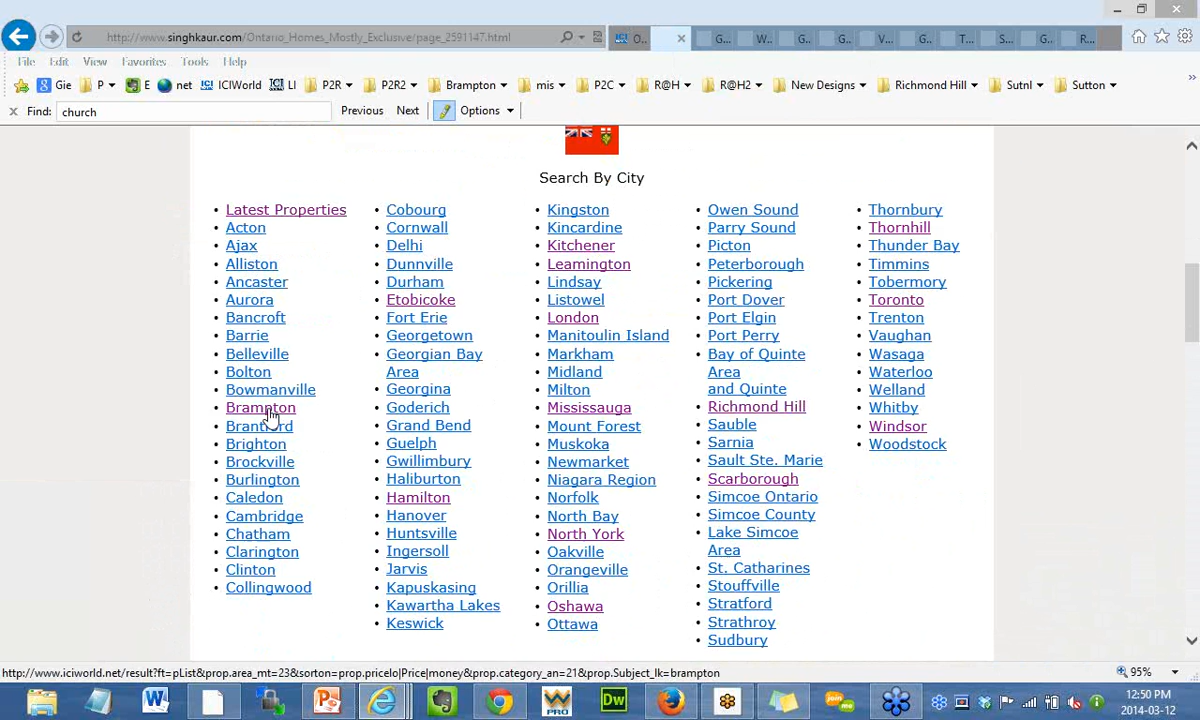 http://www.singhkaur.com/Ontario_Homes_Mostly_Exclusive/page_2591147.html
O... G... W... G... G... V... G... T... S... G... R...
File Edit View Favorites Tools Help
Gie P E net ICIWorld LI P2R P2R2 Brampton mis P2C R@H R@H2 New Designs Richmond Hill Sutnl Sutton
Find: church Previous Next Options
Search By City
Latest Properties
Acton
Ajax
Alliston
Ancaster
Aurora
Bancroft
Barrie
Belleville
Bolton
Bowmanville
Brampton
Brantford
Brighton
Brockville
Burlington
Caledon
Cambridge
Chatham
Clarington
Clinton
Collingwood
Cobourg
Cornwall
Delhi
Dunnville
Durham
Etobicoke
Fort Erie
Georgetown
Georgian Bay
Area
Georgina
Goderich
Grand Bend
Guelph
Gwillimbury
Haliburton
Hamilton
Hanover
Huntsville
Ingersoll
Jarvis
Kapuskasing
Kawartha Lakes
Keswick
Kingston
Kincardine
Kitchener
Leamington
Lindsay
Listowel
London
Manitoulin Island
Markham
Midland
Milton
Mississauga
Mount Forest
Muskoka
Newmarket
Niagara Region
Norfolk
North Bay
North York
Oakville
Orangeville
Orillia
Oshawa
Ottawa
Owen Sound
Parry Sound
Picton
Peterborough
Pickering
Port Dover
Port Elgin
Port Perry
Bay of Quinte
Area
and Quinte
Richmond Hill
Sauble
Sarnia
Sault Ste. Marie
Scarborough
Simcoe Ontario
Simcoe County
Lake Simcoe
Area
St. Catharines
Stouffville
Stratford
Strathroy
Sudbury
Thornbury
Thornhill
Thunder Bay
Timmins
Tobermory
Toronto
Trenton
Vaughan
Wasaga
Waterloo
Welland
Whitby
Windsor
Woodstock
http://www.iciworld.net/result?ft=pList&prop.area_mt=23&sorton=prop.pricelo|Price|money&prop.category_an=21&prop.Subject_lk=brampton
95%
PRO Dw
12:50 PM
2014-03-12